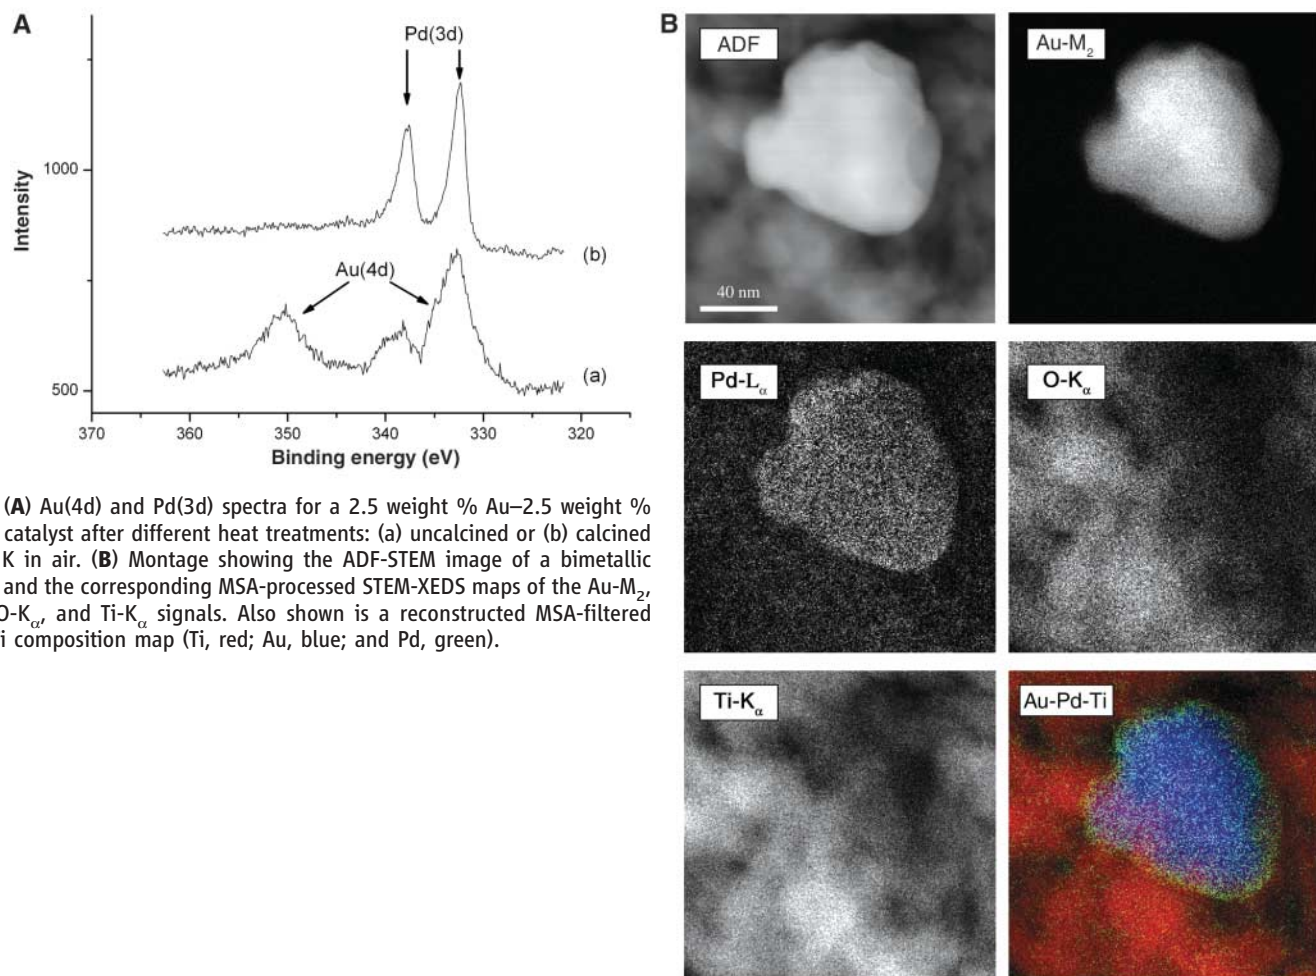 A
Pd(3d)
1000
Intensity
(b)
Au(4d)
500
(a)
370 360 350 340 330 320
Binding energy (eV)
(A) Au(4d) and Pd(3d) spectra for a 2.5 weight % Au–2.5 weight %
catalyst after different heat treatments: (a) uncalcined or (b) calcined
K in air. (B) Montage showing the ADF-STEM image of a bimetallic
and the corresponding MSA-processed STEM-XEDS maps of the Au-M₂,
O-Kα, and Ti-Kα signals. Also shown is a reconstructed MSA-filtered
i composition map (Ti, red; Au, blue; and Pd, green).
B
ADF
40 nm
Au-M₂
Pd-Lα
O-Kα
Ti-Kα
Au-Pd-Ti